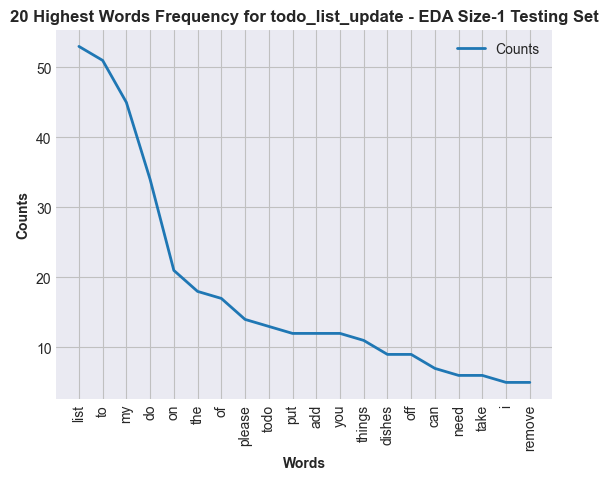 20 Highest Words Frequency for todo_list_update - EDA Size-1 Testing Set
Counts
Counts
50
40
30
20
10
list
to
my
do
on
the
of
please
todo
put
add
you
things
dishes
off
can
need
take
i
remove
Words